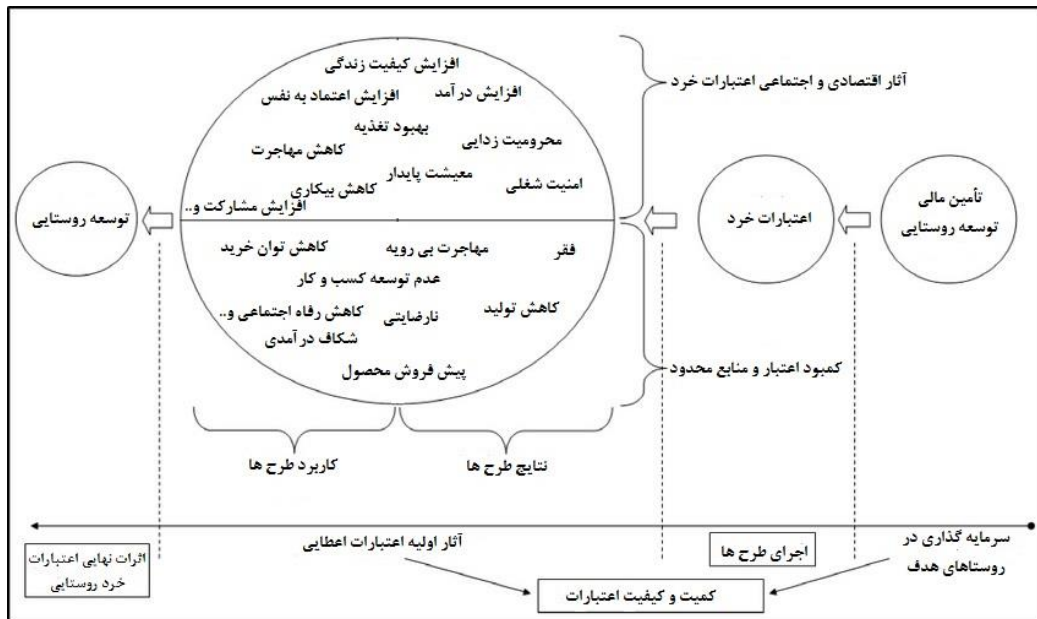 افزایش کیفیت زندگی
افزایش درآمد
افزایش اعتماد به نفس
بهبود تغذیه
محرومیت زدایی
کاهش مهاجرت
معیشت پایدار
امنیت شغلی
کاهش بیکاری
افزایش مشارکت و..
آثار اقتصادی و اجتماعی اعتبارات خرد
تأمین مالی
توسعه روستایی
اعتبارات خرد
توسعه روستایی
فقر
مهاجرت بی رویه
کاهش توان خرید
عدم توسعه کسب و کار
کاهش تولید
نارضایتی
کاهش رفاه اجتماعی و..
شکاف درآمدی
پیش فروش محصول
کمبود اعتبار و منابع محدود
نتایج طرح ها
کاربرد طرح ها
سرمایه گذاری در
روستاهای هدف
اجرای طرح ها
آثار اولیه اعتبارات اعطایی
اثرات نهایی اعتبارات
خرد روستایی
کمیت و کیفیت اعتبارات